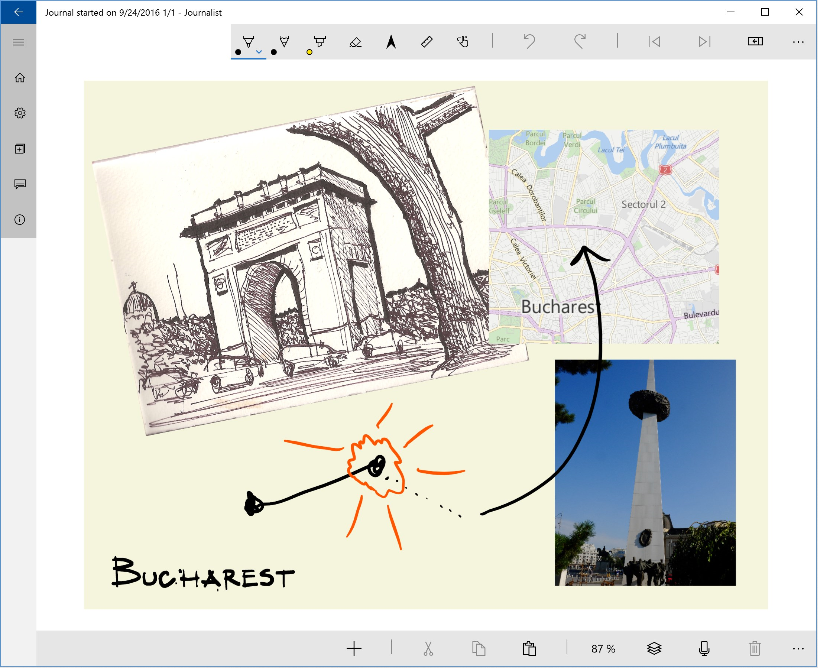 Journal started on 9/24/2016 1/1 - Journalist
Parcul
Bordei
Parcul
Verdi
Lacul Tei
Lacul
Plumbuita
Calea Dorobanților
Parcul
Circului
Sectorul 2
Calea Victoriei
Bucharest
Bulevardu
Parc
BUCHAREST
87 %